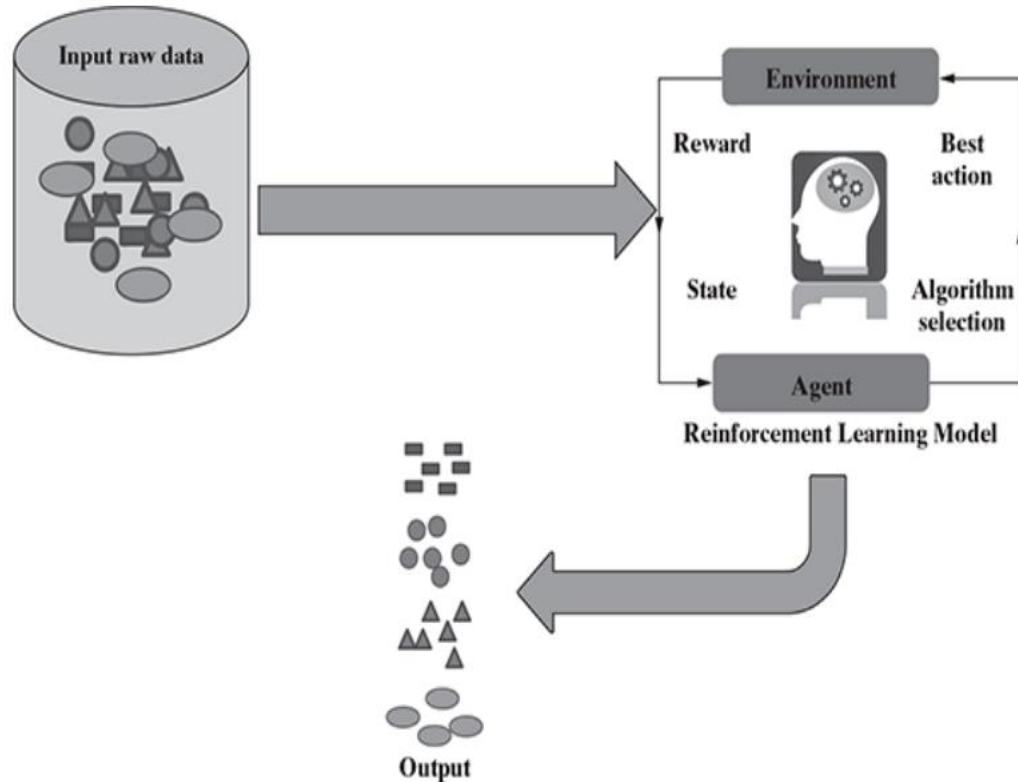 Input raw data
Environment
Reward
Best
action
State
Algorithm
selection
Agent
Reinforcement Learning Model
Output